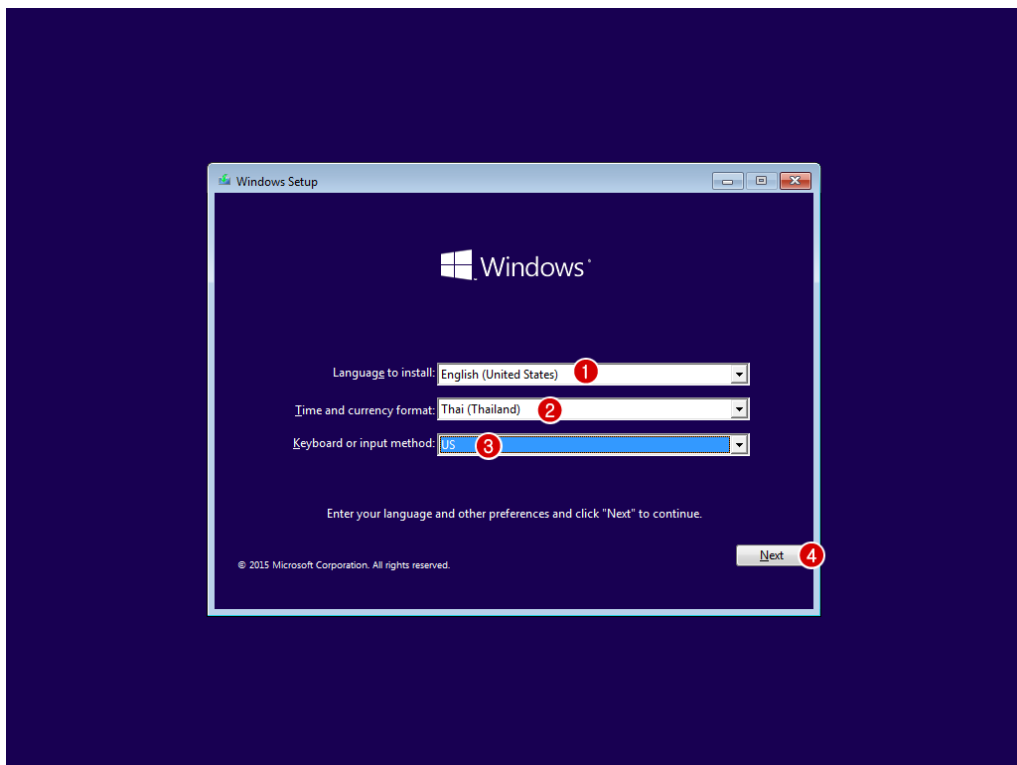 Windows Setup
Windows
Language to install: English (United States) 1
Time and currency format: Thai (Thailand) 2
Keyboard or input method: US 3
Enter your language and other preferences and click "Next" to continue.
Next 4
© 2015 Microsoft Corporation. All rights reserved.